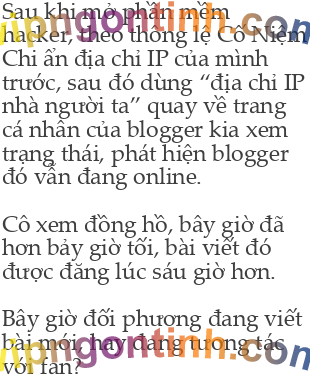 Sau khi mở phần mềm
hacker, theo thông lệ Cố Niệm
Chi ẩn địa chỉ IP của mình
trước, sau đó dùng “địa chỉ IP
nhà người ta” quay về trang
cá nhân của blogger kia xem
trạng thái, phát hiện blogger
đó vẫn đang online.
Cô xem đồng hồ, bây giờ đã
hơn bảy giờ tối, bài viết đó
được đăng lúc sáu giờ hơn.
Bây giờ đối phương đang viết
bài mới, hay đang tương tác
với fan?